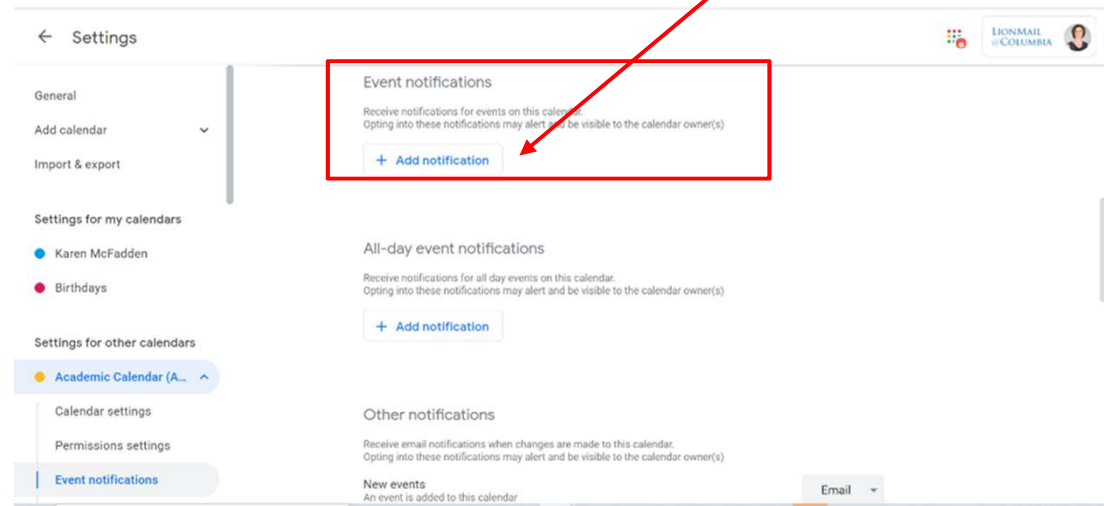 Settings
LIONMAIL
@COLUMBIA
General
Add calendar
Import & export
Settings for my calendars
Karen McFadden
Birthdays
Settings for other calendars
Academic Calendar (A...
Calendar settings
Permissions settings
Event notifications
Event notifications
Receive notifications for events on this calendar.
Opting into these notifications may alert and be visible to the calendar owner(s)
+ Add notification
All-day event notifications
Receive notifications for all day events on this calendar.
Opting into these notifications may alert and be visible to the calendar owner(s)
+ Add notification
Other notifications
Receive email notifications when changes are made to this calendar.
Opting into these notifications may alert and be visible to the calendar owner(s)
New events
An event is added to this calendar
Email